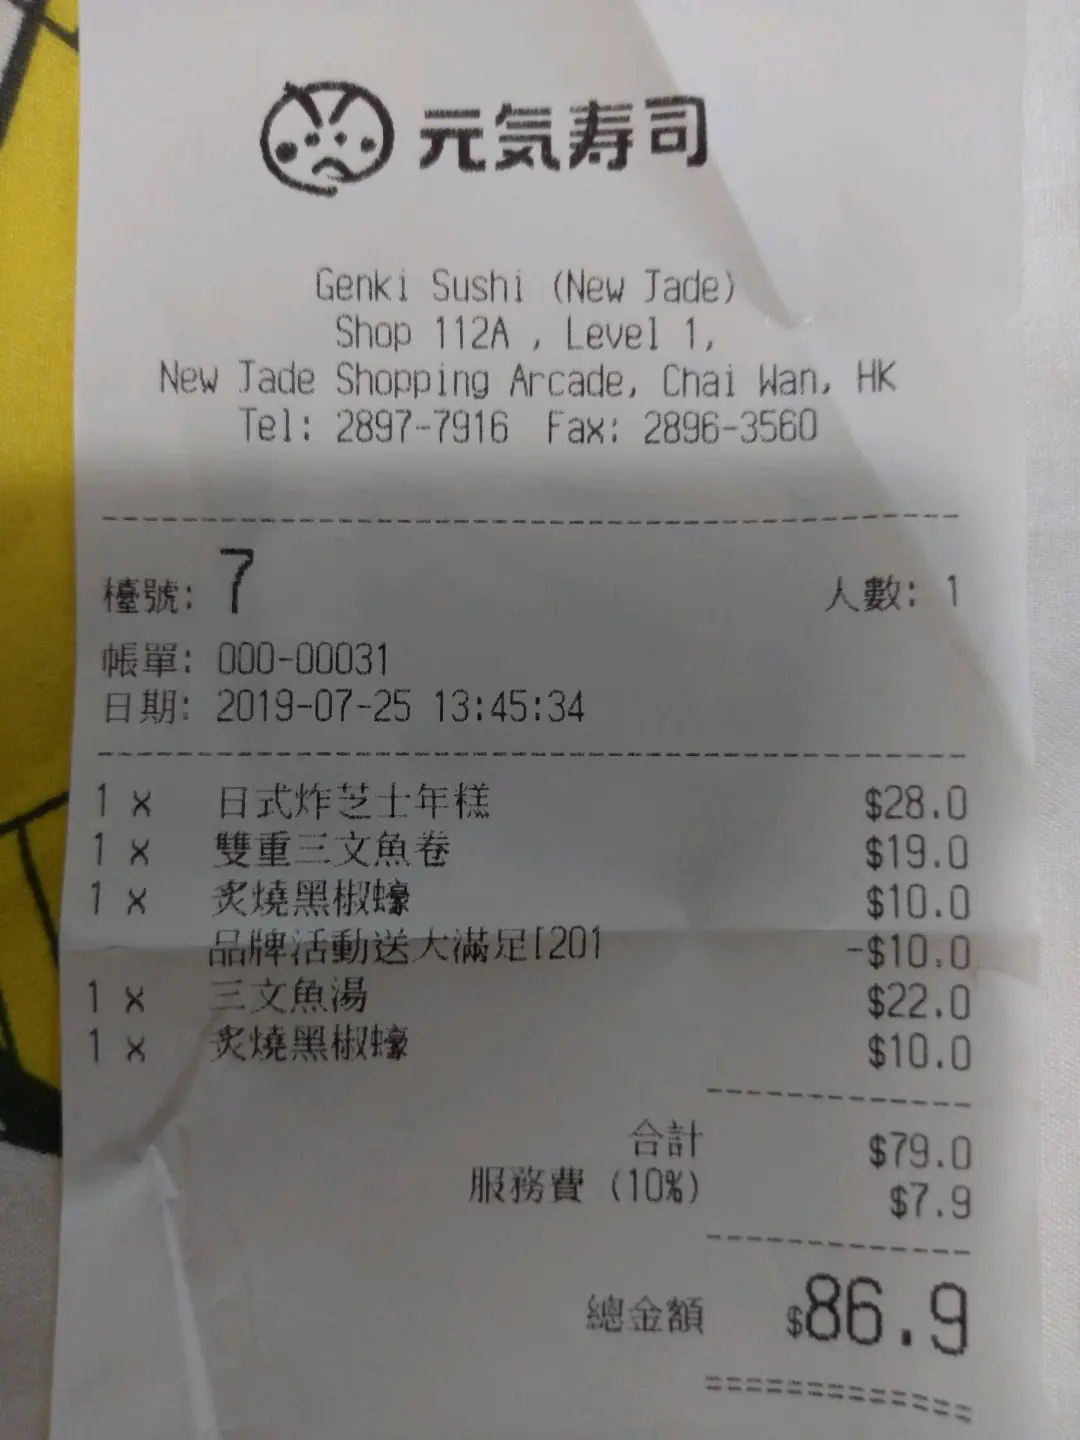 元気寿司
Genki Sushi (New Jade)
Shop 112A , Level 1,
New Jade Shopping Arcade, Chai Wan, HK
Tel: 2897-7916 Fax: 2896-3560
檯號: 7 人數: 1
帳單: 000-00031
日期: 2019-07-25 13:45:34
1 x 日式炸芝士年糕 $28.0
1 x 雙重三文魚卷 $19.0
1 x 炙燒黑椒蠔 $10.0
品牌活動送大滿足[201 -$10.0
1 x 三文魚湯 $22.0
1 x 炙燒黑椒蠔 $10.0
合計 $79.0
服務費 (10%) $7.9
總金額 $86.9